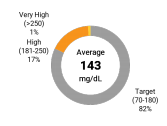 Very High
(>250)
1%
High
(181-250)
17%
Average
143
mg/dL
Target
(70-180)
82%